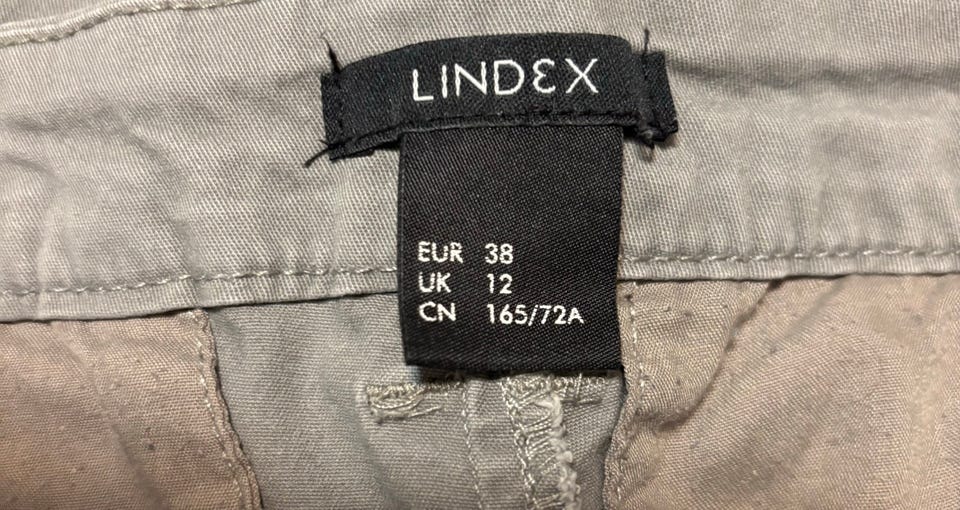 LINDEX
EUR 38
UK 12
CN 165/72A